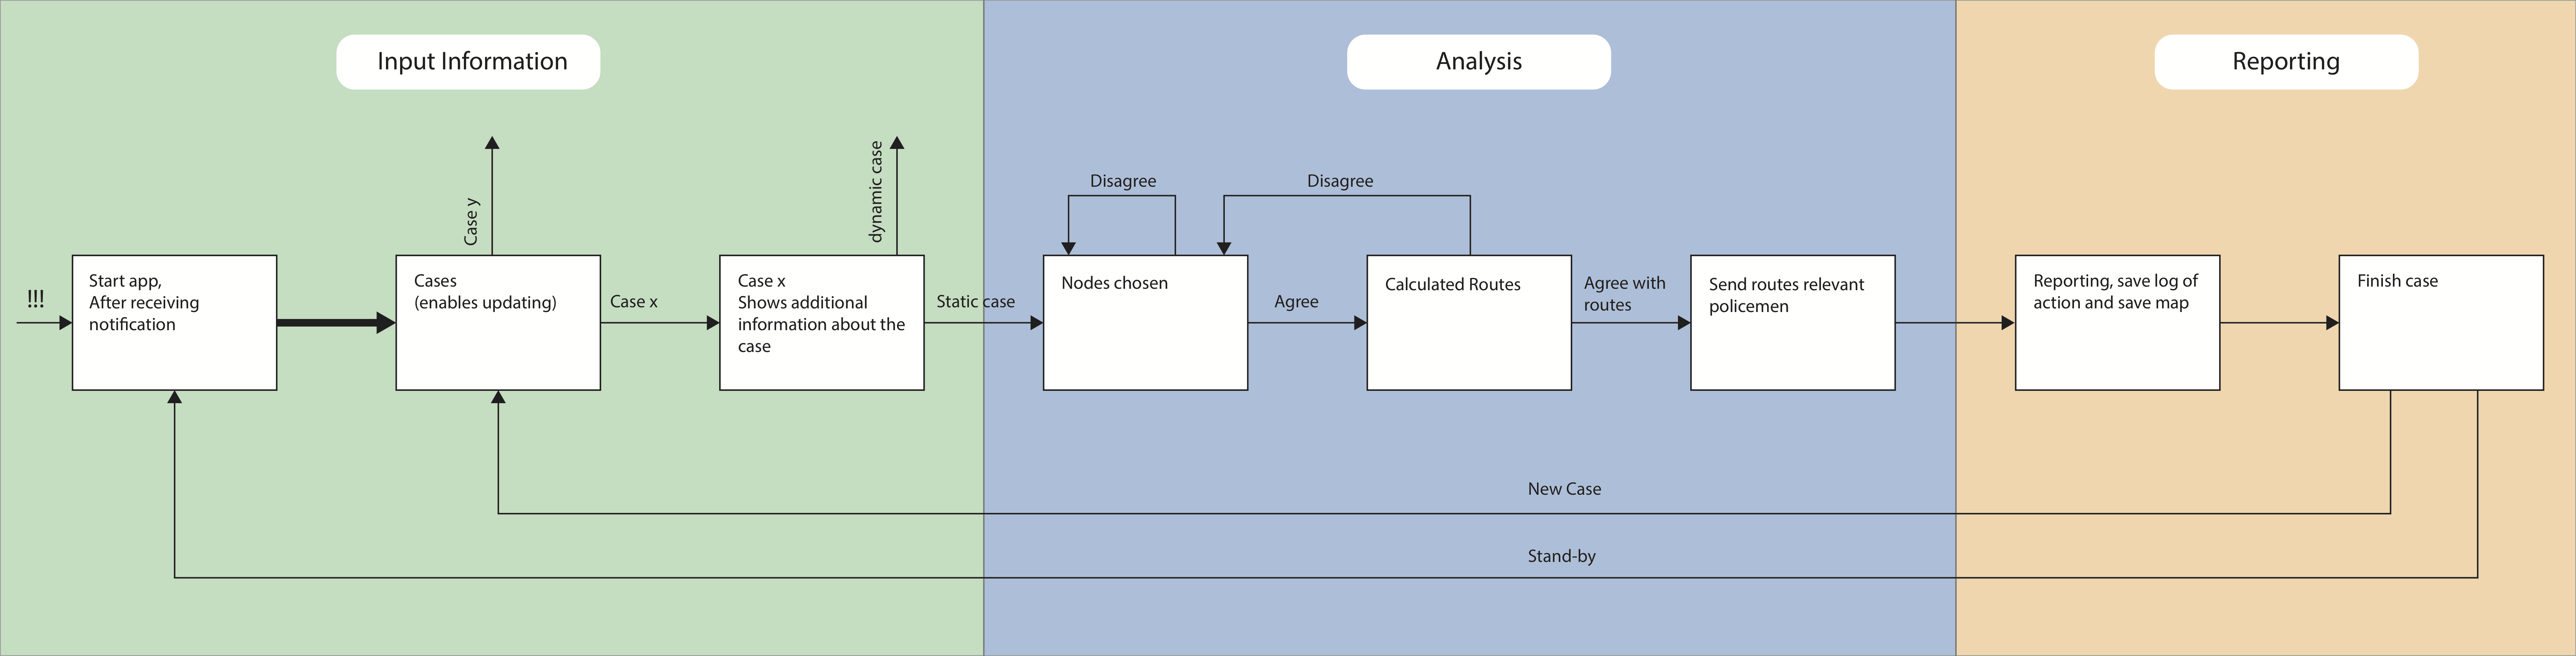 Input Information
Analysis
Reporting
Case y
dynamic case
Disagree
Disagree
!!!
Start app,
After receiving
notification
Cases
(enables updating)
Case x
Case x
Shows additional
information about the
case
Static case
Nodes chosen
Agree
Calculated Routes
Agree with
routes
Send routes relevant
policemen
Reporting, save log of
action and save map
Finish case
New Case
Stand-by